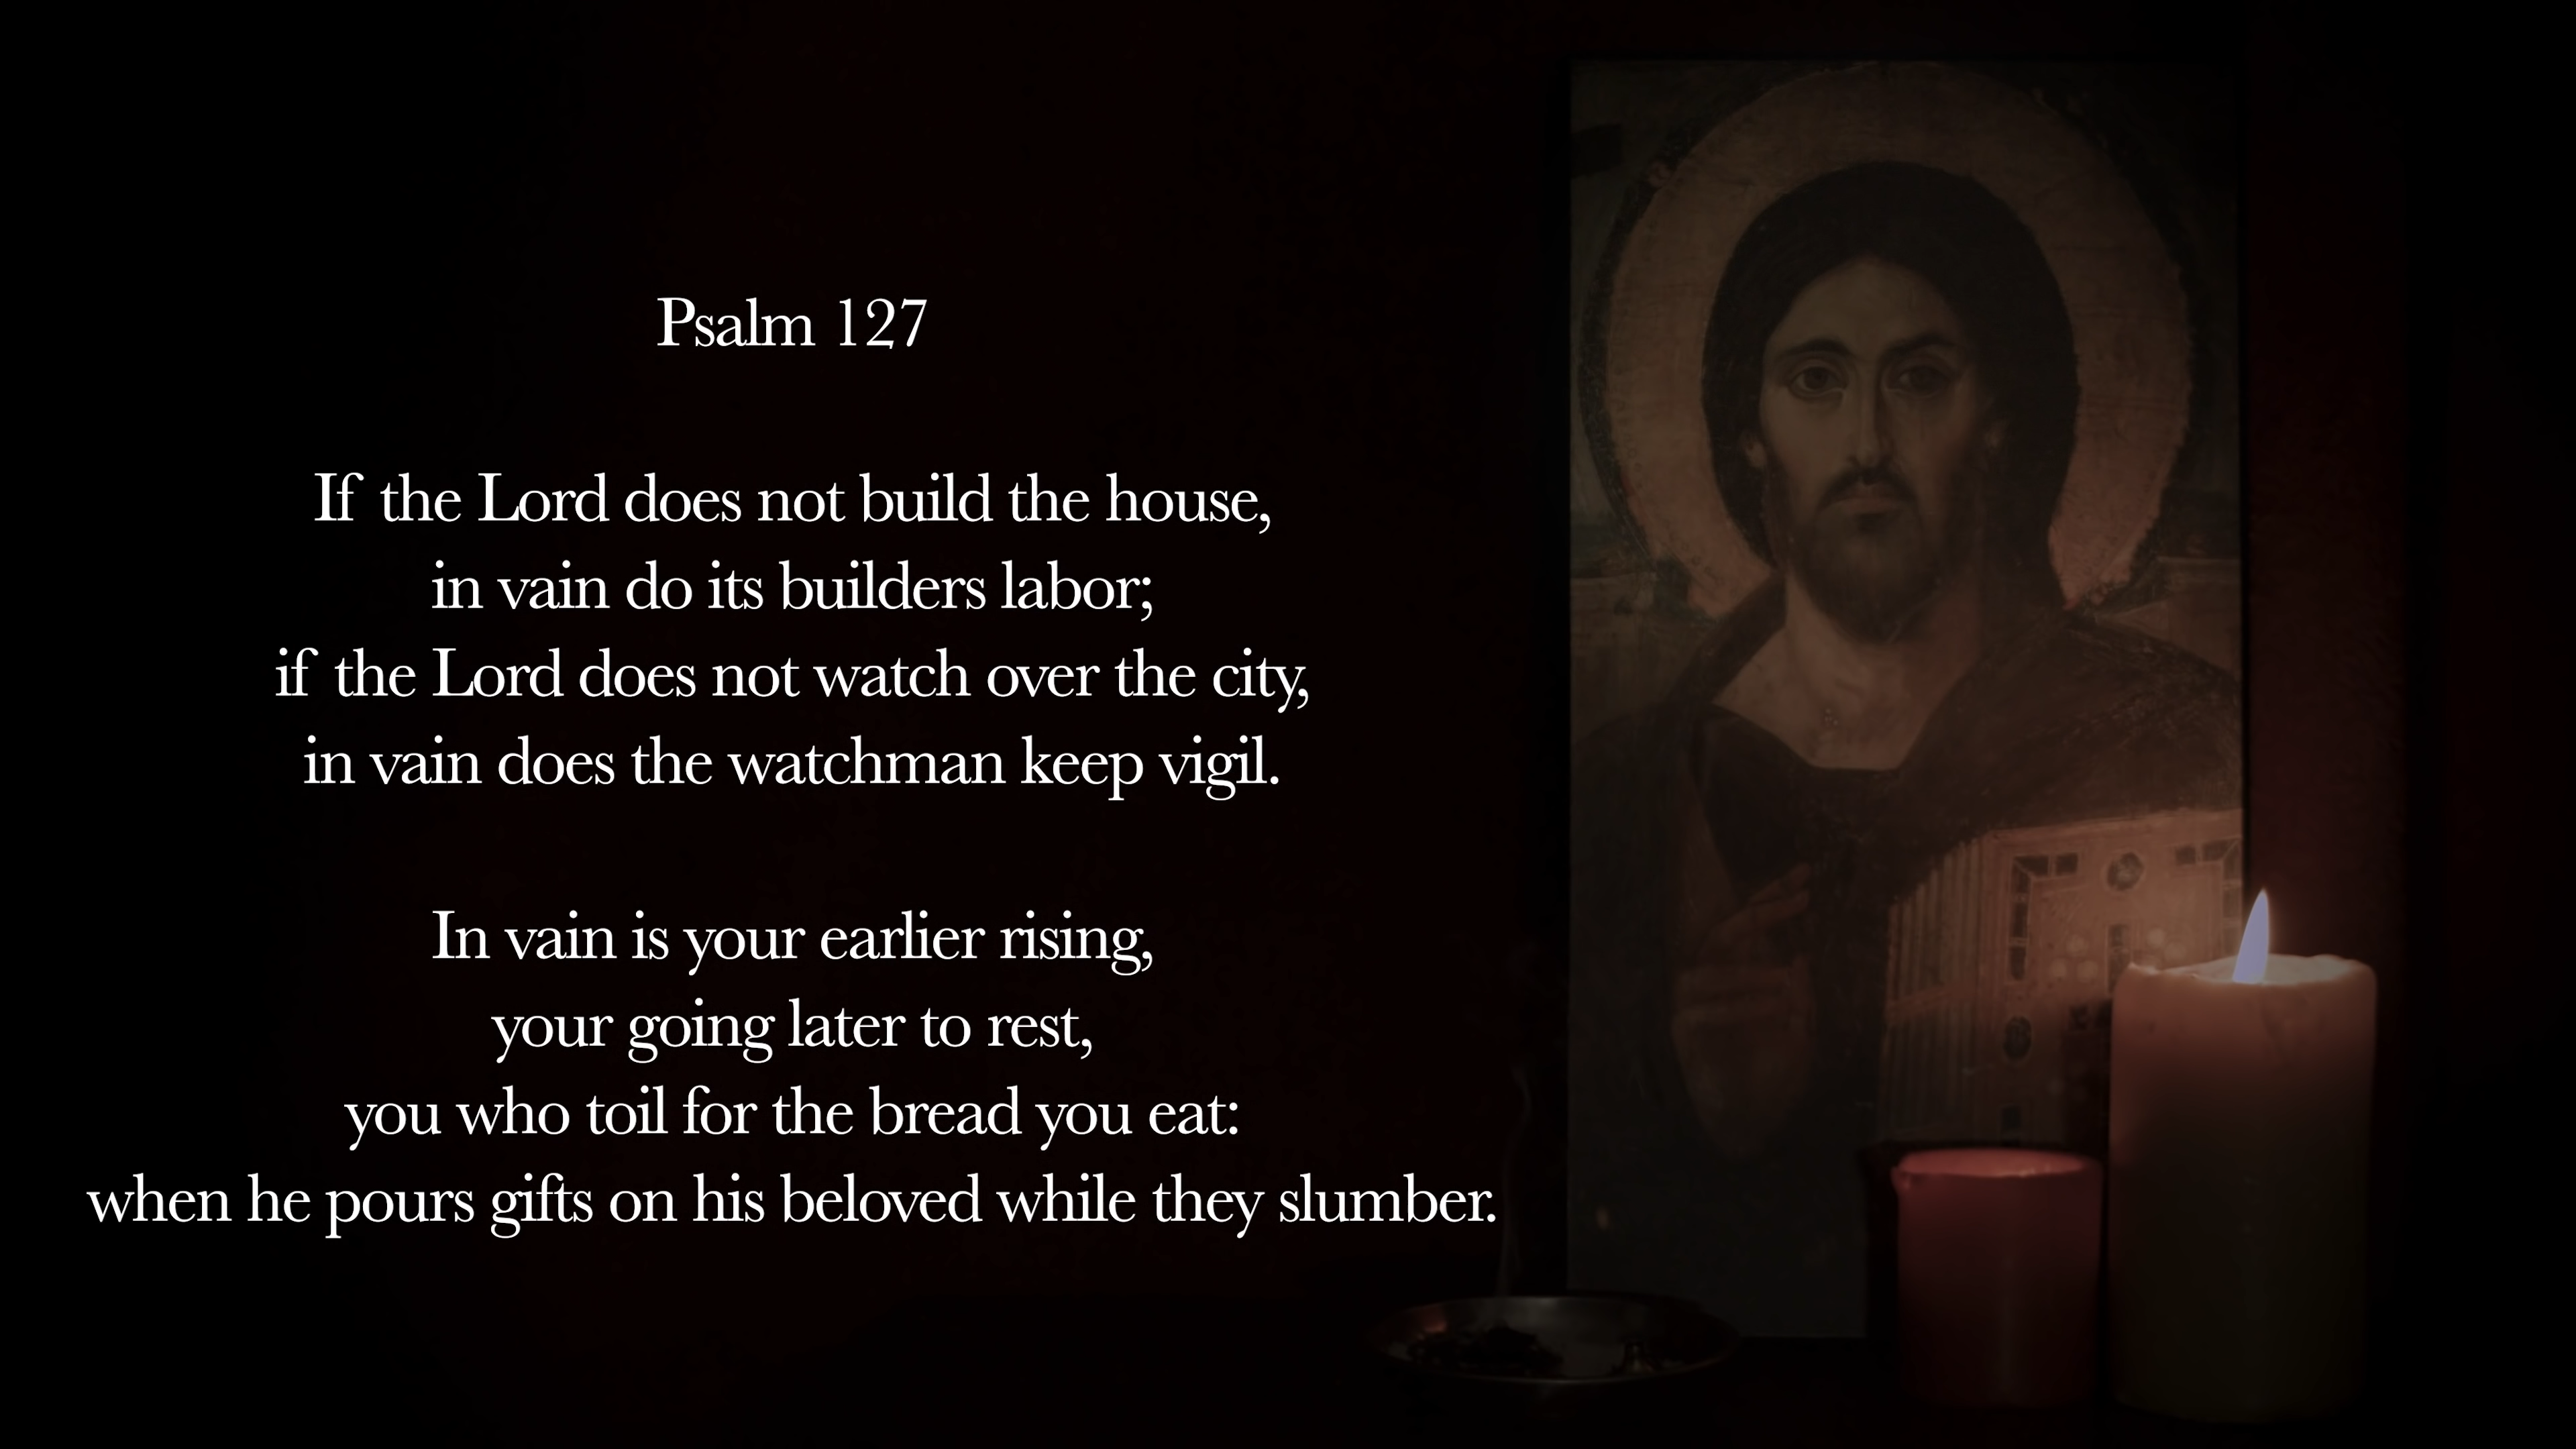 Psalm 127
If the Lord does not build the house,
in vain do its builders labor;
if the Lord does not watch over the city,
in vain does the watchman keep vigil.
In vain is your earlier rising,
your going later to rest,
you who toil for the bread you eat:
when he pours gifts on his beloved while they slumber.